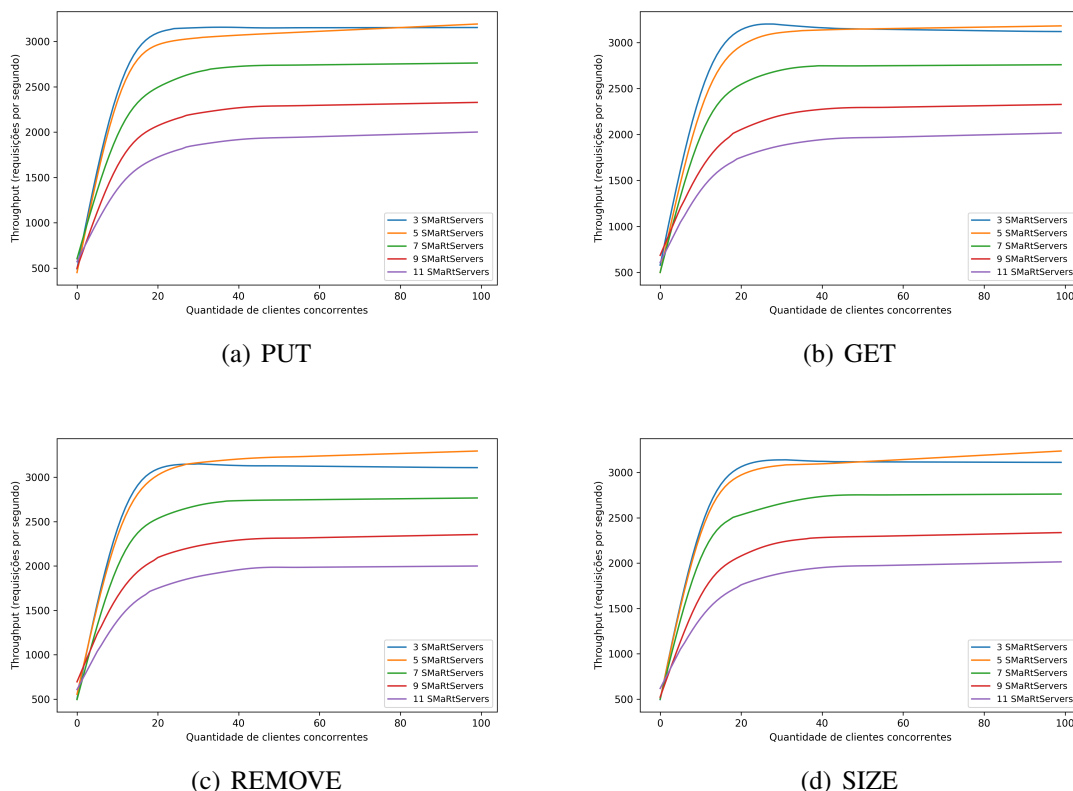 Throughput (requisições por segundo)
3000
2500
2000
1500
1000
500
3 SMaRtServers
5 SMaRtServers
7 SMaRtServers
9 SMaRtServers
11 SMaRtServers
0 20 40 60 80 100
Quantidade de clientes concorrentes
(a) PUT
Throughput (requisições por segundo)
3000
2500
2000
1500
1000
500
3 SMaRtServers
5 SMaRtServers
7 SMaRtServers
9 SMaRtServers
11 SMaRtServers
0 20 40 60 80 100
Quantidade de clientes concorrentes
(b) GET
Throughput (requisições por segundo)
3000
2500
2000
1500
1000
500
3 SMaRtServers
5 SMaRtServers
7 SMaRtServers
9 SMaRtServers
11 SMaRtServers
0 20 40 60 80 100
Quantidade de clientes concorrentes
(c) REMOVE
Throughput (requisições por segundo)
3000
2500
2000
1500
1000
500
3 SMaRtServers
5 SMaRtServers
7 SMaRtServers
9 SMaRtServers
11 SMaRtServers
0 20 40 60 80 100
Quantidade de clientes concorrentes
(d) SIZE